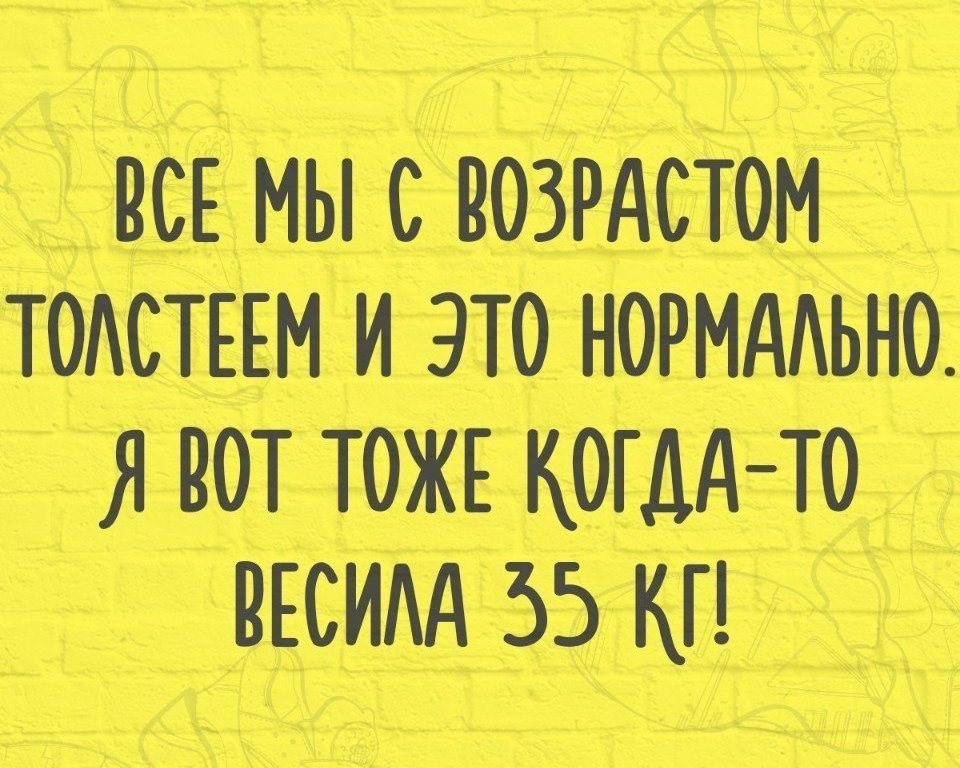 ВСЕ МЫ С ВОЗРАСТОМ
ТОЛСТЕЕМ И ЭТО НОРМАЛЬНО.
Я ВОТ ТОЖЕ КОГДА-ТО
ВЕСИЛА 35 КГ!